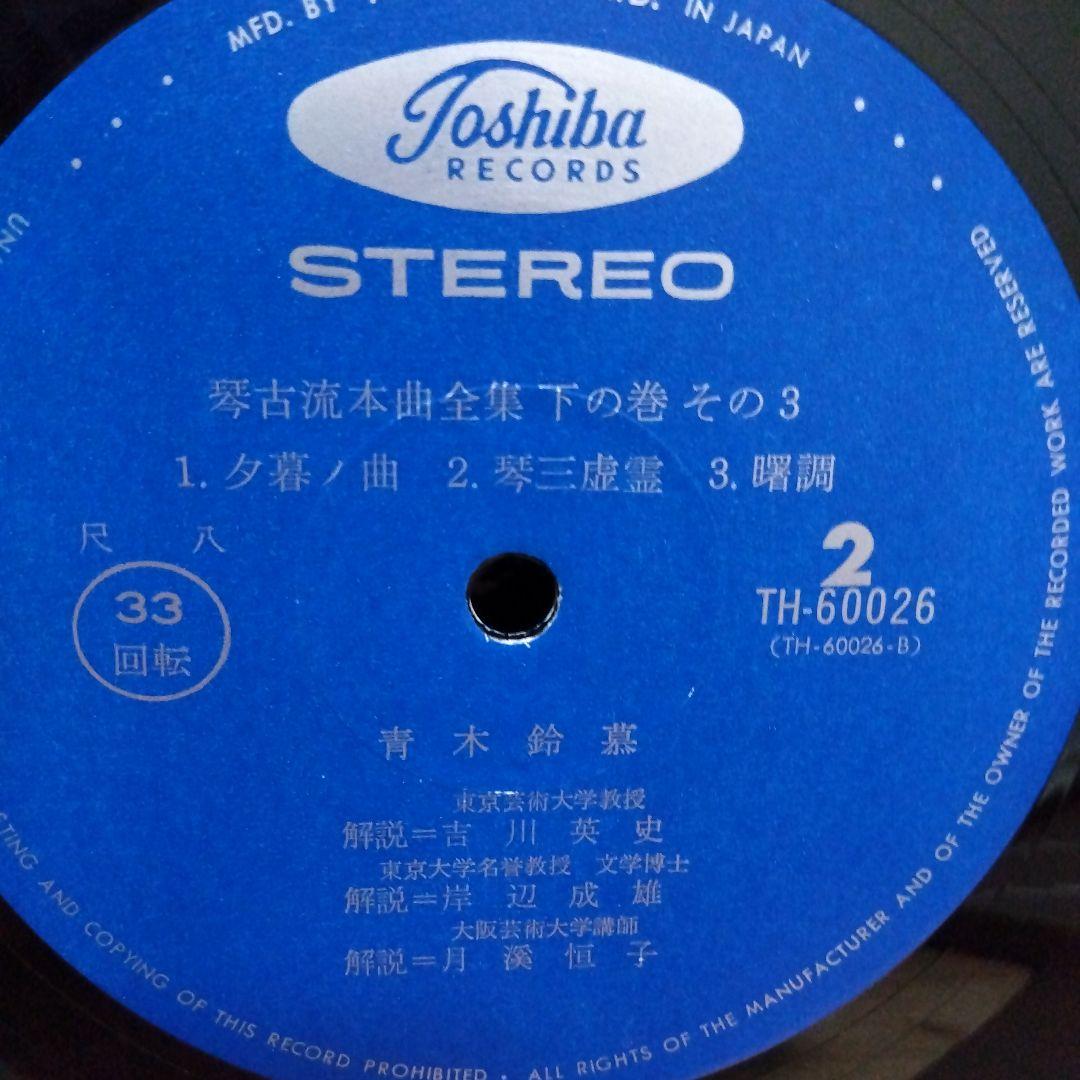 MFD. BY
IN JAPAN
Toshiba
RECORDS
STEREO
琴古流本曲全集 下の巻 その3
1. 夕暮ノ曲 2. 琴三虚霊 3. 曙調
尺八
33
回転
2
TH-60026
(TH-60026-B)
青木鈴慕
東京芸術大学教授
解説=吉川英史
東京大学名誉教授 文学博士
解説=岸辺成雄
大阪芸術大学講師
解説=月溪恒子
AND COPYING OF THIS RECORD PROHIBITED · ALL RIGHTS OF THE MANUFACTURER AND OF THE OWNER OF THE RECORDED WORK ARE RESERVED